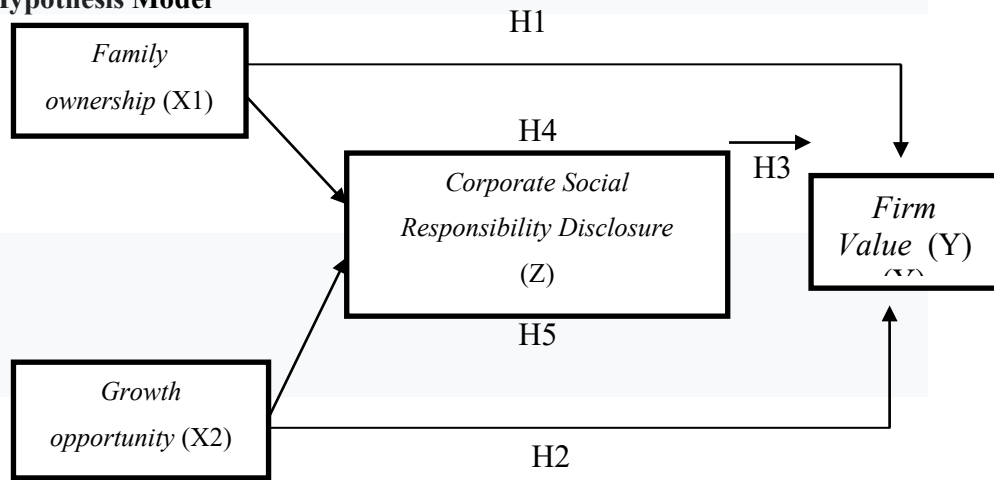 Hypothesis Model
H1
Family
ownership (X1)
H4
H3
Corporate Social
Responsibility Disclosure
(Z)
Firm
Value (Y)
H5
Growth
opportunity (X2)
H2